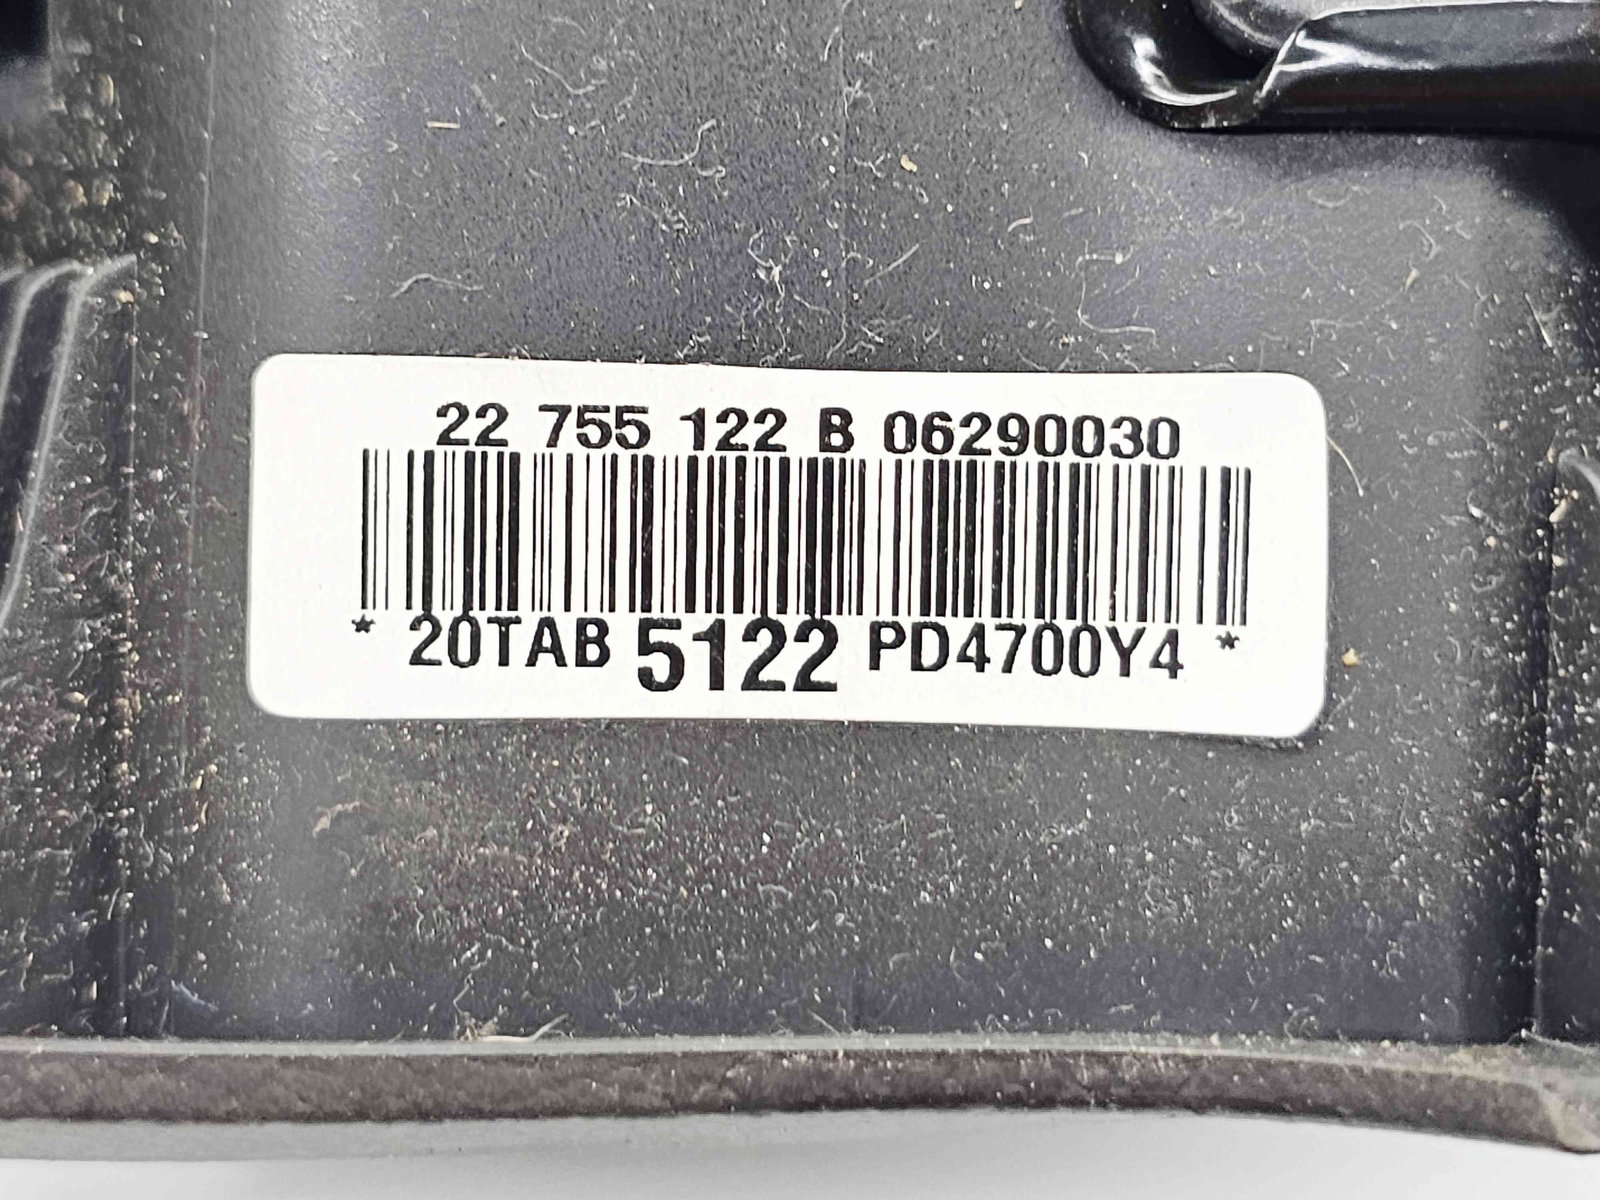 22 755 122 B 06290030
* 20TAB 5122 PD4700Y4 *